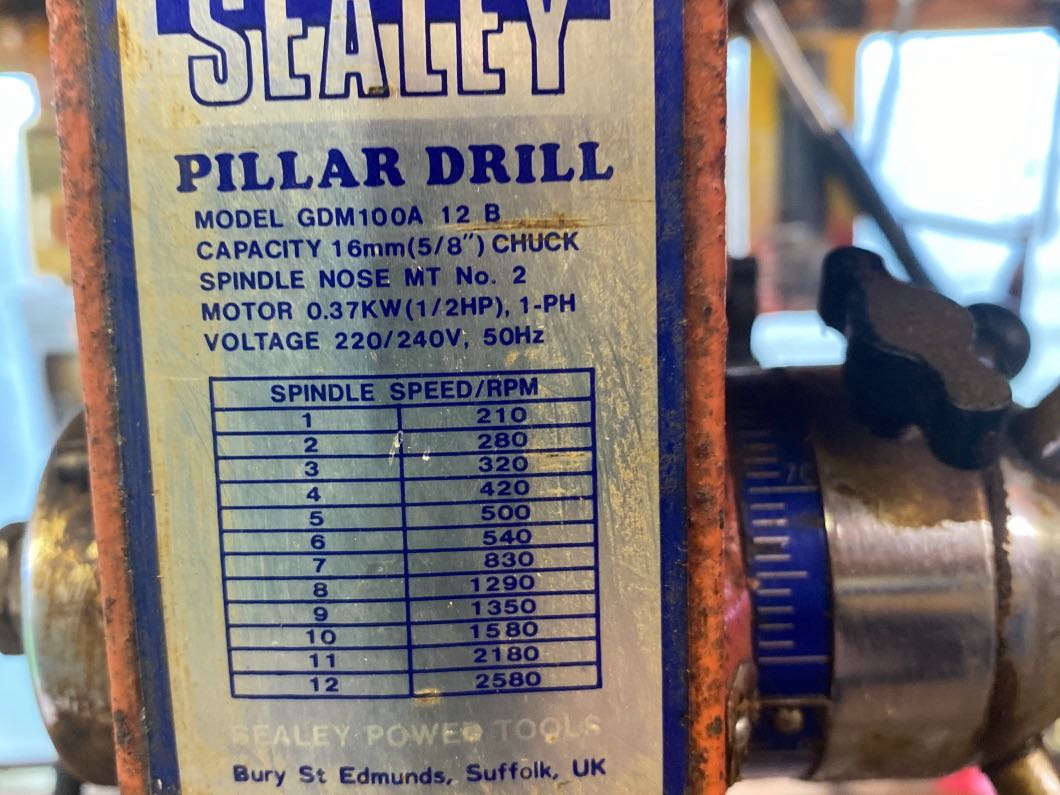 SEALEY
PILLAR DRILL
MODEL GDM100A 12 B
CAPACITY 16mm(5/8") CHUCK
SPINDLE NOSE MT No. 2
MOTOR 0.37KW(1/2HP), 1-PH
VOLTAGE 220/240V, 50Hz
SPINDLE SPEED/RPM
1 210
2 280
3 320
4 420
5 500
6 540
7 830
8 1290
9 1350
10 1580
11 2180
12 2580
SEALEY POWER TOOLS
Bury St Edmunds, Suffolk, UK
70